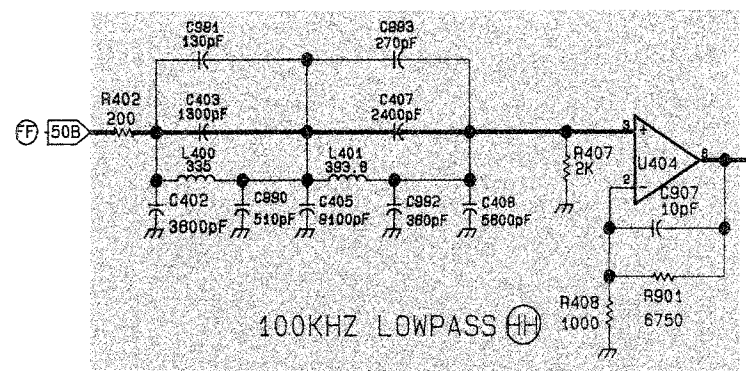 C991
130pF
C993
270pF
R402
200
C403
1300pF
C407
2400pF
FF
50B
3
+
6
U404
R407
2K
2
-
L400
335
L401
393.8
C907
10pF
C402
3600pF
C990
510pF
C405
9100pF
C992
360pF
C408
5600pF
R408
1000
R901
6750
100KHZ LOWPASS HH